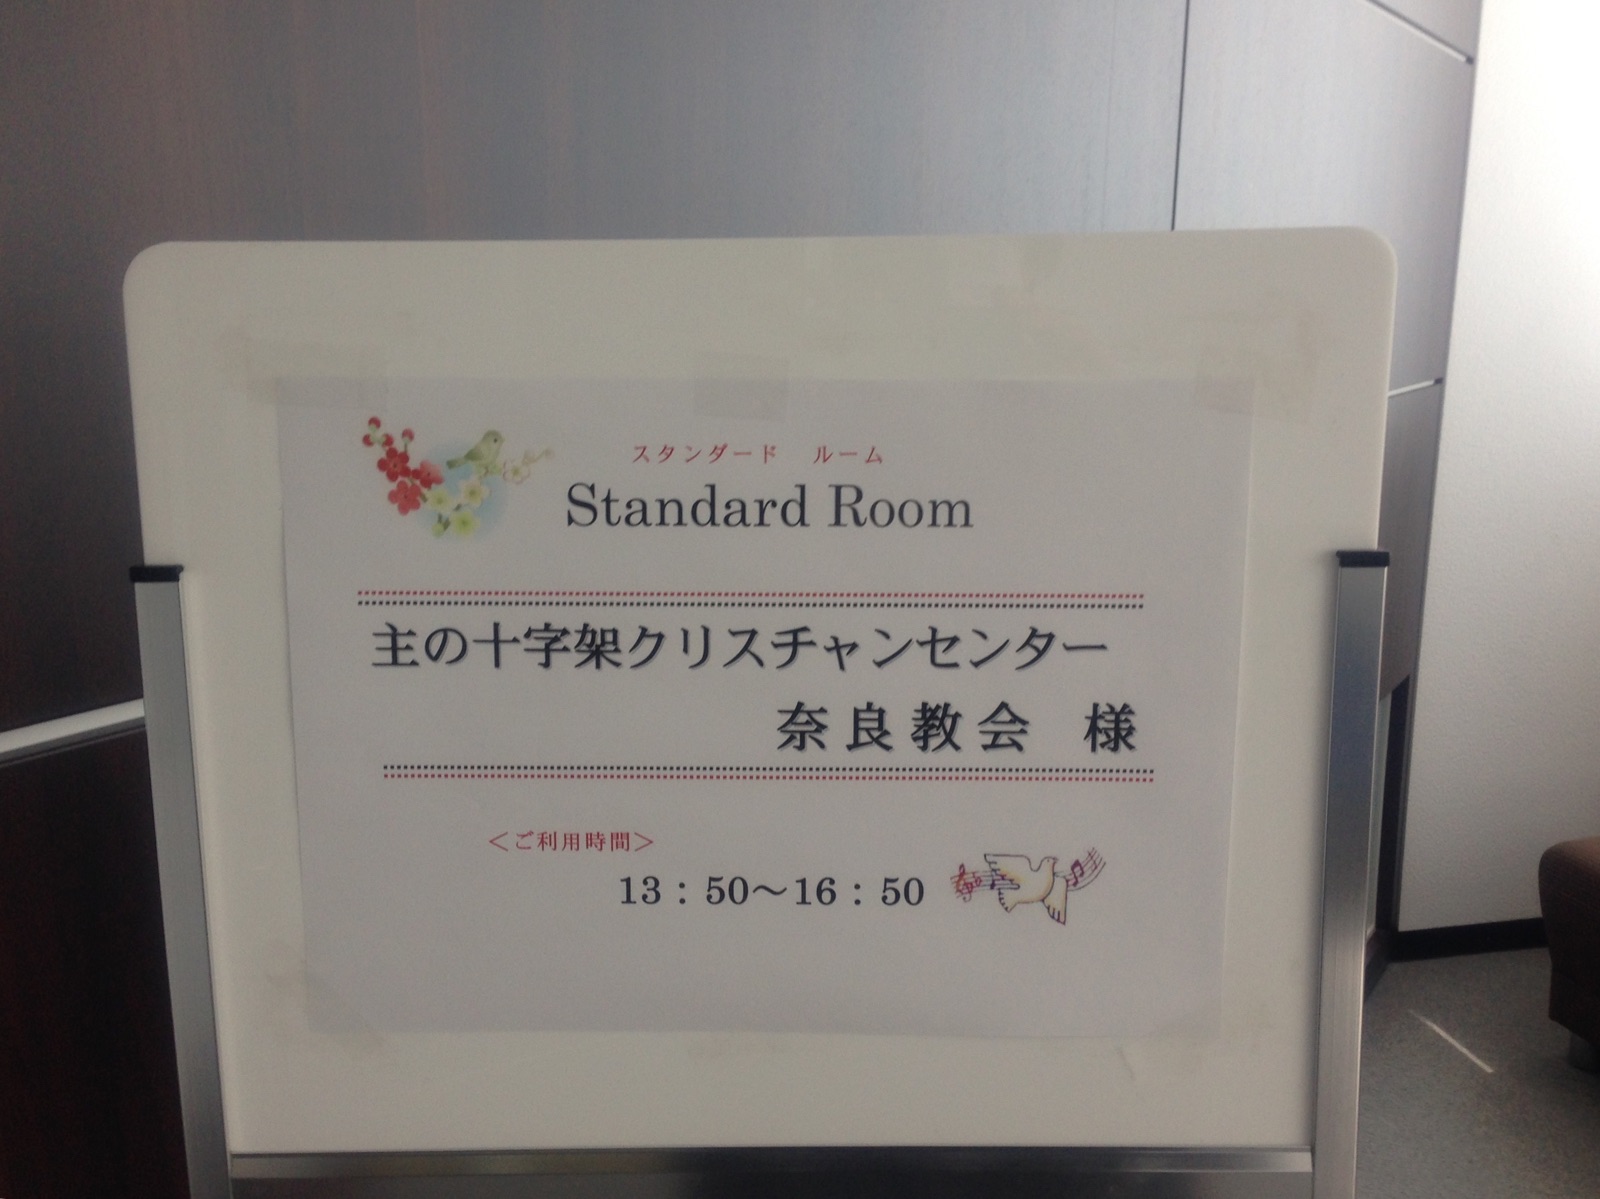 スタンダード　ルーム
Standard Room
主の十字架クリスチャンセンター
奈良教会　様
＜ご利用時間＞
13：50～16：50